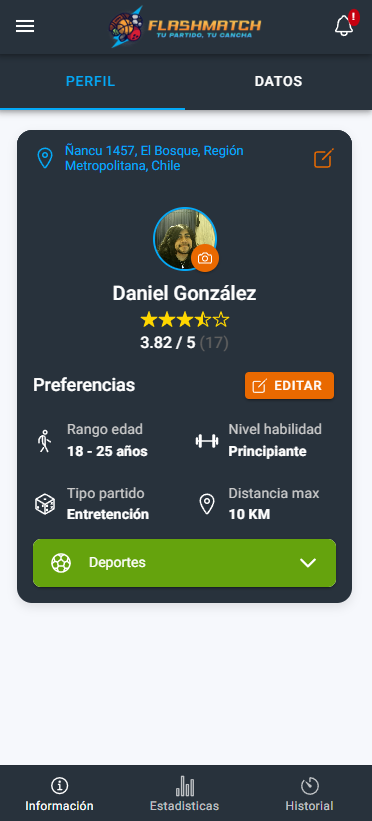 FLASHMATCH
TU PARTIDO, TU CANCHA
!
PERFIL
DATOS
Ñancu 1457, El Bosque, Región
Metropolitana, Chile
Daniel González
3.82 / 5 (17)
Preferencias
EDITAR
Rango edad
18 - 25 años
Nivel habilidad
Principiante
Tipo partido
Entretención
Distancia max
10 KM
Deportes
Información
Estadisticas
Historial